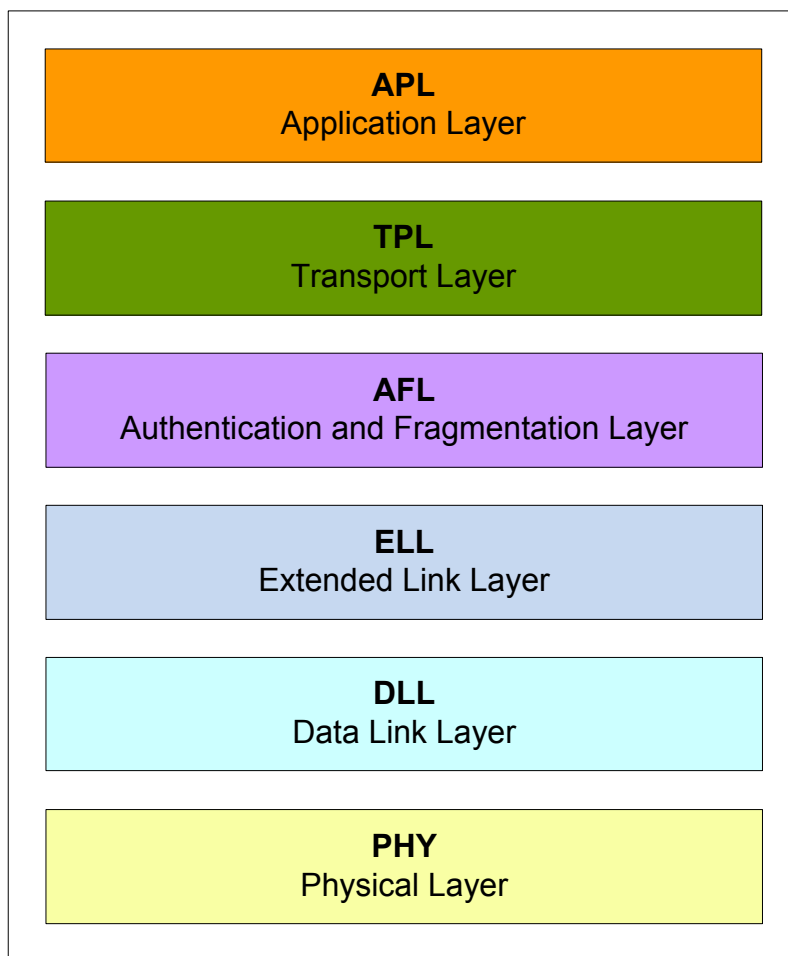 APL
Application Layer
TPL
Transport Layer
AFL
Authentication and Fragmentation Layer
ELL
Extended Link Layer
DLL
Data Link Layer
PHY
Physical Layer